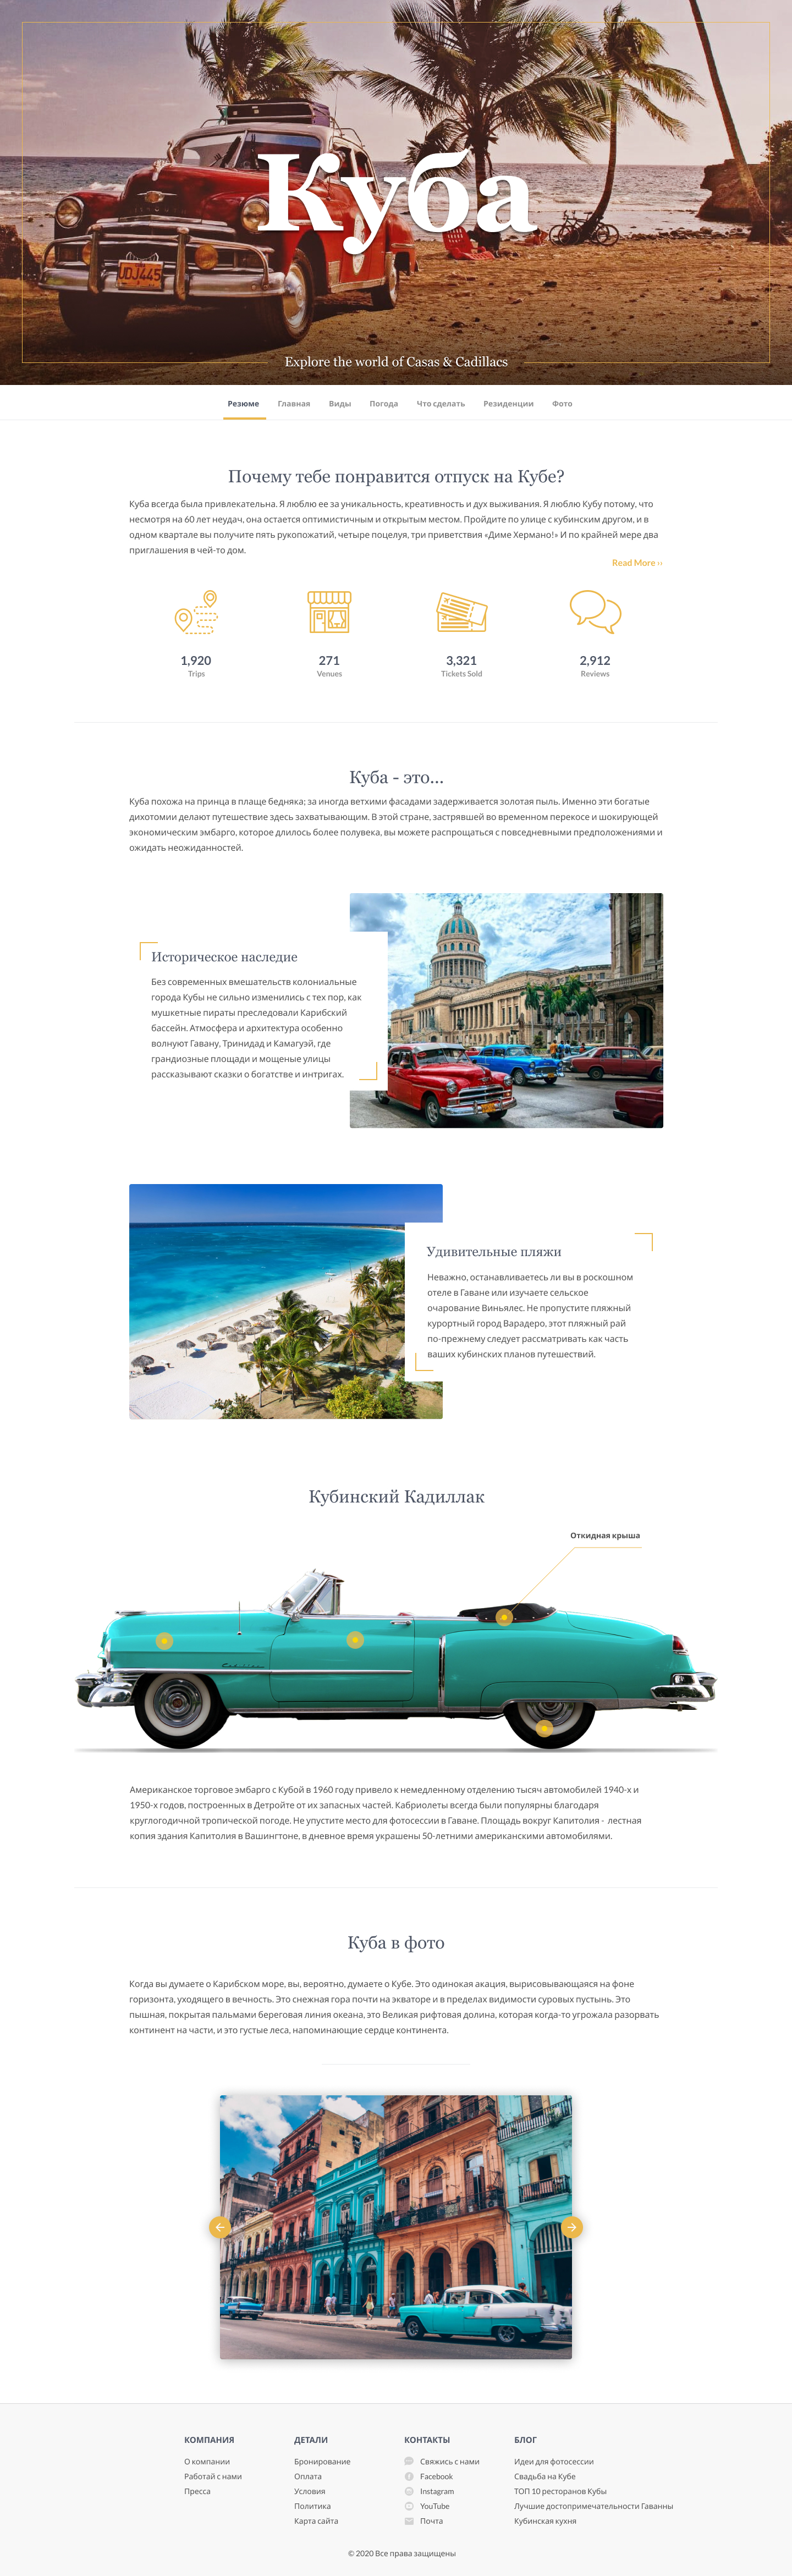 Куба
UDJ445
Explore the world of Casas & Cadillacs
Резюме Главная Виды Погода Что сделать Резиденции Фото
Почему тебе понравится отпуск на Кубе?
Куба всегда была привлекательна. Я люблю ее за уникальность, креативность и дух выживания. Я люблю Кубу потому, что
несмотря на 60 лет неудач, она остается оптимистичным и открытым местом. Пройдите по улице с кубинским другом, и в
одном квартале вы получите пять рукопожатий, четыре поцелуя, три приветствия «Диме Хермано!» И по крайней мере два
приглашения в чей-то дом.
Read More ››
1,920 271 3,321 2,912
Trips Venues Tickets Sold Reviews
Куба - это...
Куба похожа на принца в плаще бедняка; за иногда ветхими фасадами задерживается золотая пыль. Именно эти богатые
дихотомии делают путешествие здесь захватывающим. В этой стране, застрявшей во временном перекосе и шокирующей
экономическим эмбарго, которое длилось более полувека, вы можете распрощаться с повседневными предположениями и
ожидать неожиданностей.
Историческое наследие
Без современных вмешательств колониальные
города Кубы не сильно изменились с тех пор, как
мушкетные пираты преследовали Карибский
бассейн. Атмосфера и архитектура особенно
волнуют Гавану, Тринидад и Камагуэй, где
грандиозные площади и мощеные улицы
рассказывают сказки о богатстве и интригах.
Удивительные пляжи
Неважно, останавливаетесь ли вы в роскошном
отеле в Гаване или изучаете сельское
очарование Виньялес. Не пропустите пляжный
курортный город Варадеро, этот пляжный рай
по-прежнему следует рассматривать как часть
ваших кубинских планов путешествий.
Кубинский Кадиллак
Откидная крыша
Американское торговое эмбарго с Кубой в 1960 году привело к немедленному отделению тысяч автомобилей 1940-х и
1950-х годов, построенных в Детройте от их запасных частей. Кабриолеты всегда были популярны благодаря
круглогодичной тропической погоде. Не упустите место для фотосессии в Гаване. Площадь вокруг Капитолия - лестная
копия здания Капитолия в Вашингтоне, в дневное время украшены 50-летними американскими автомобилями.
Куба в фото
Когда вы думаете о Карибском море, вы, вероятно, думаете о Кубе. Это одинокая акация, вырисовывающаяся на фоне
горизонта, уходящего в вечность. Это снежная гора почти на экваторе и в пределах видимости суровых пустынь. Это
пышная, покрытая пальмами береговая линия океана, это Великая рифтовая долина, которая когда-то угрожала разорвать
континент на части, и это густые леса, напоминающие сердце континента.
КОМПАНИЯ ДЕТАЛИ КОНТАКТЫ БЛОГ
О компании Бронирование Свяжись с нами Идеи для фотосессии
Работай с нами Оплата Facebook Свадьба на Кубе
Пресса Условия Instagram ТОП 10 ресторанов Кубы
Политика YouTube Лучшие достопримечательности Гаванны
Карта сайта Почта Кубинская кухня
© 2020 Все права защищены